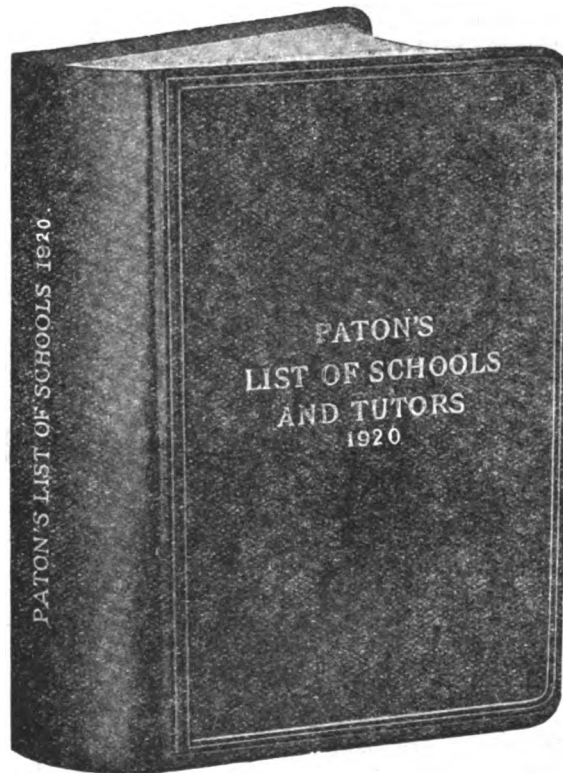 PATON'S LIST OF SCHOOLS 1920.
PATON'S
LIST OF SCHOOLS
AND TUTORS
1920